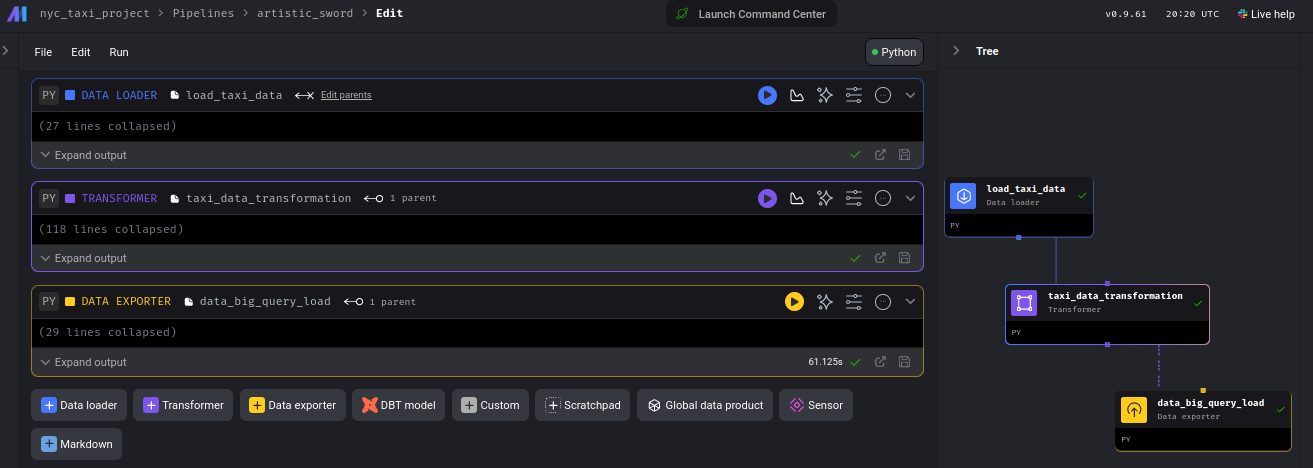 nyc_taxi_project > Pipelines > artistic_sword > Edit
Launch Command Center
v0.9.61 20:20 UTC Live help
File Edit Run
Python
Tree
PY DATA LOADER load_taxi_data Edit parents
(27 lines collapsed)
Expand output
PY TRANSFORMER taxi_data_transformation 1 parent
(118 lines collapsed)
Expand output
PY DATA EXPORTER data_big_query_load 1 parent
(29 lines collapsed)
Expand output 61.125s
Data loader Transformer Data exporter DBT model Custom Scratchpad Global data product Sensor
Markdown
load_taxi_data
Data loader
PY
taxi_data_transformation
Transformer
PY
data_big_query_load
Data exporter
PY